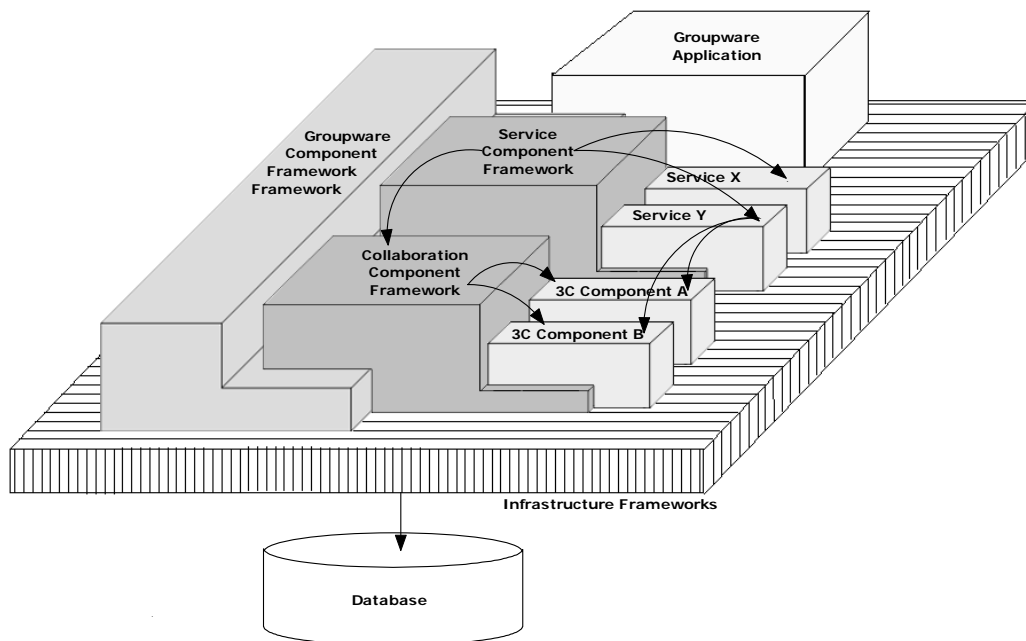 Groupware
Application
Groupware
Component
Framework
Framework
Service
Component
Framework
Service X
Service Y
Collaboration
Component
Framework
3C Component A
3C Component B
Infrastructure Frameworks
Database